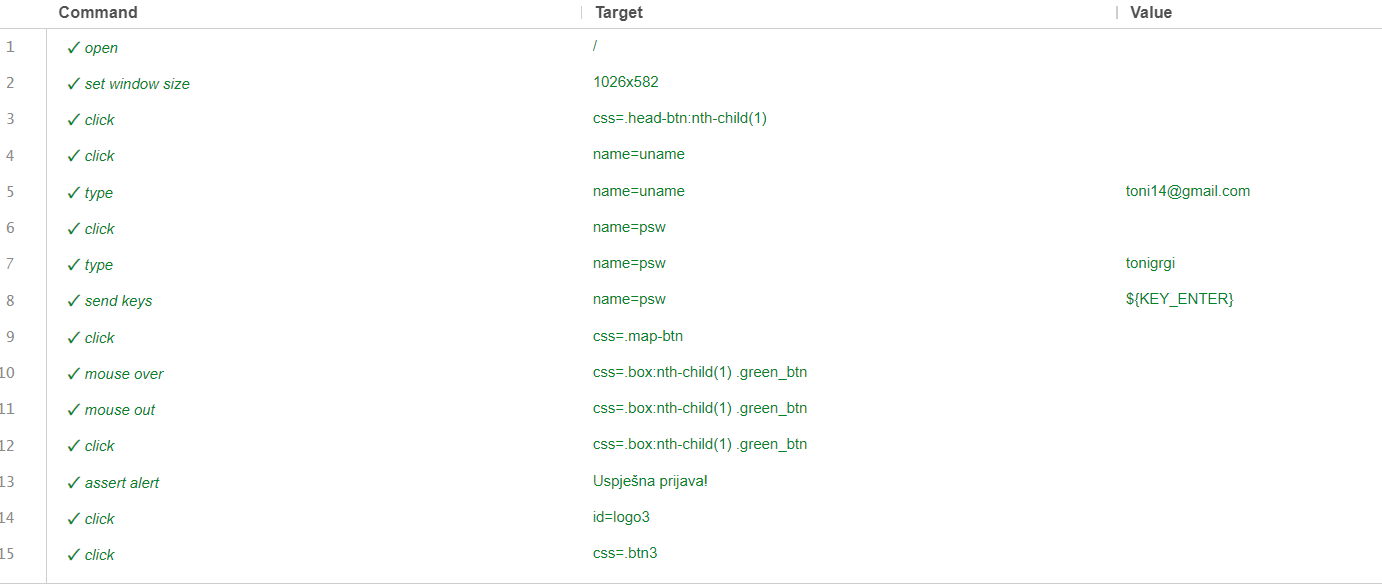 Command Target Value
1 ✓ open /
2 ✓ set window size 1026x582
3 ✓ click css=.head-btn:nth-child(1)
4 ✓ click name=uname
5 ✓ type name=uname toni14@gmail.com
6 ✓ click name=psw
7 ✓ type name=psw tonigrgi
8 ✓ send keys name=psw ${KEY_ENTER}
9 ✓ click css=.map-btn
10 ✓ mouse over css=.box:nth-child(1) .green_btn
11 ✓ mouse out css=.box:nth-child(1) .green_btn
12 ✓ click css=.box:nth-child(1) .green_btn
13 ✓ assert alert Uspješna prijava!
14 ✓ click id=logo3
15 ✓ click css=.btn3